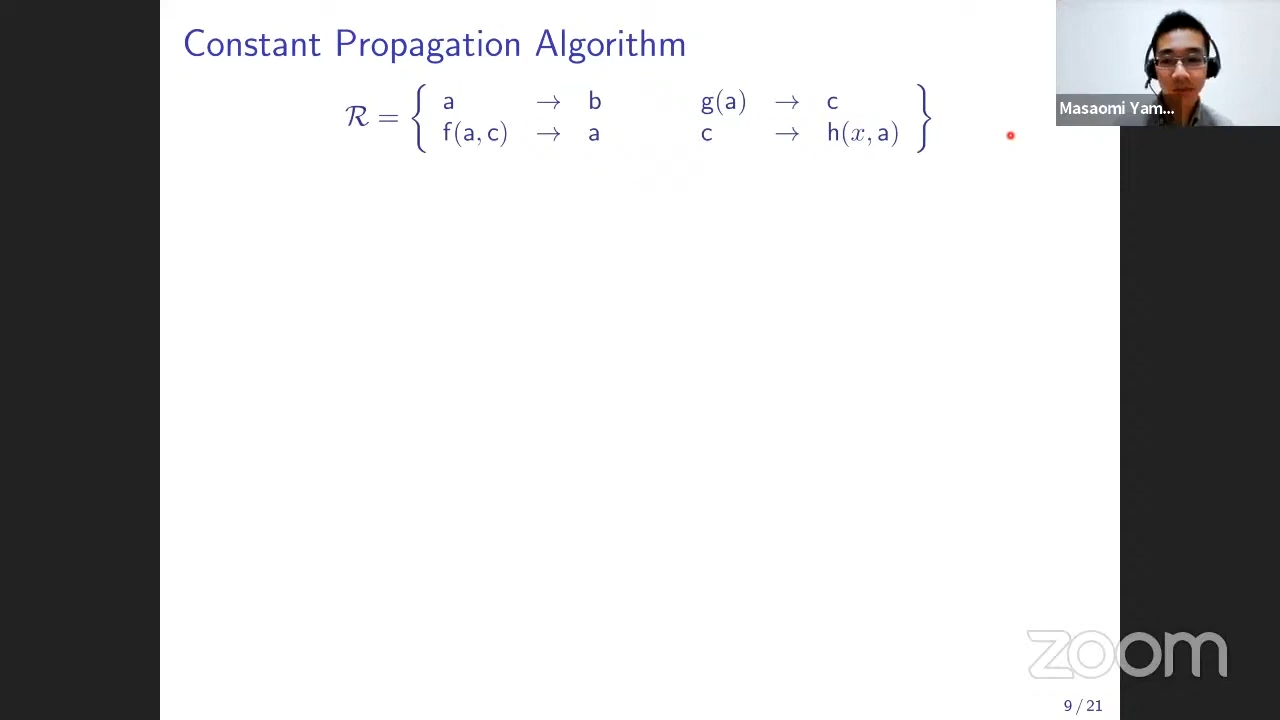 Constant Propagation Algorithm
ℛ = { a → b g(a) → c
f(a, c) → a c → h(x, a) }
Masaomi Yam...
zoom
9 / 21